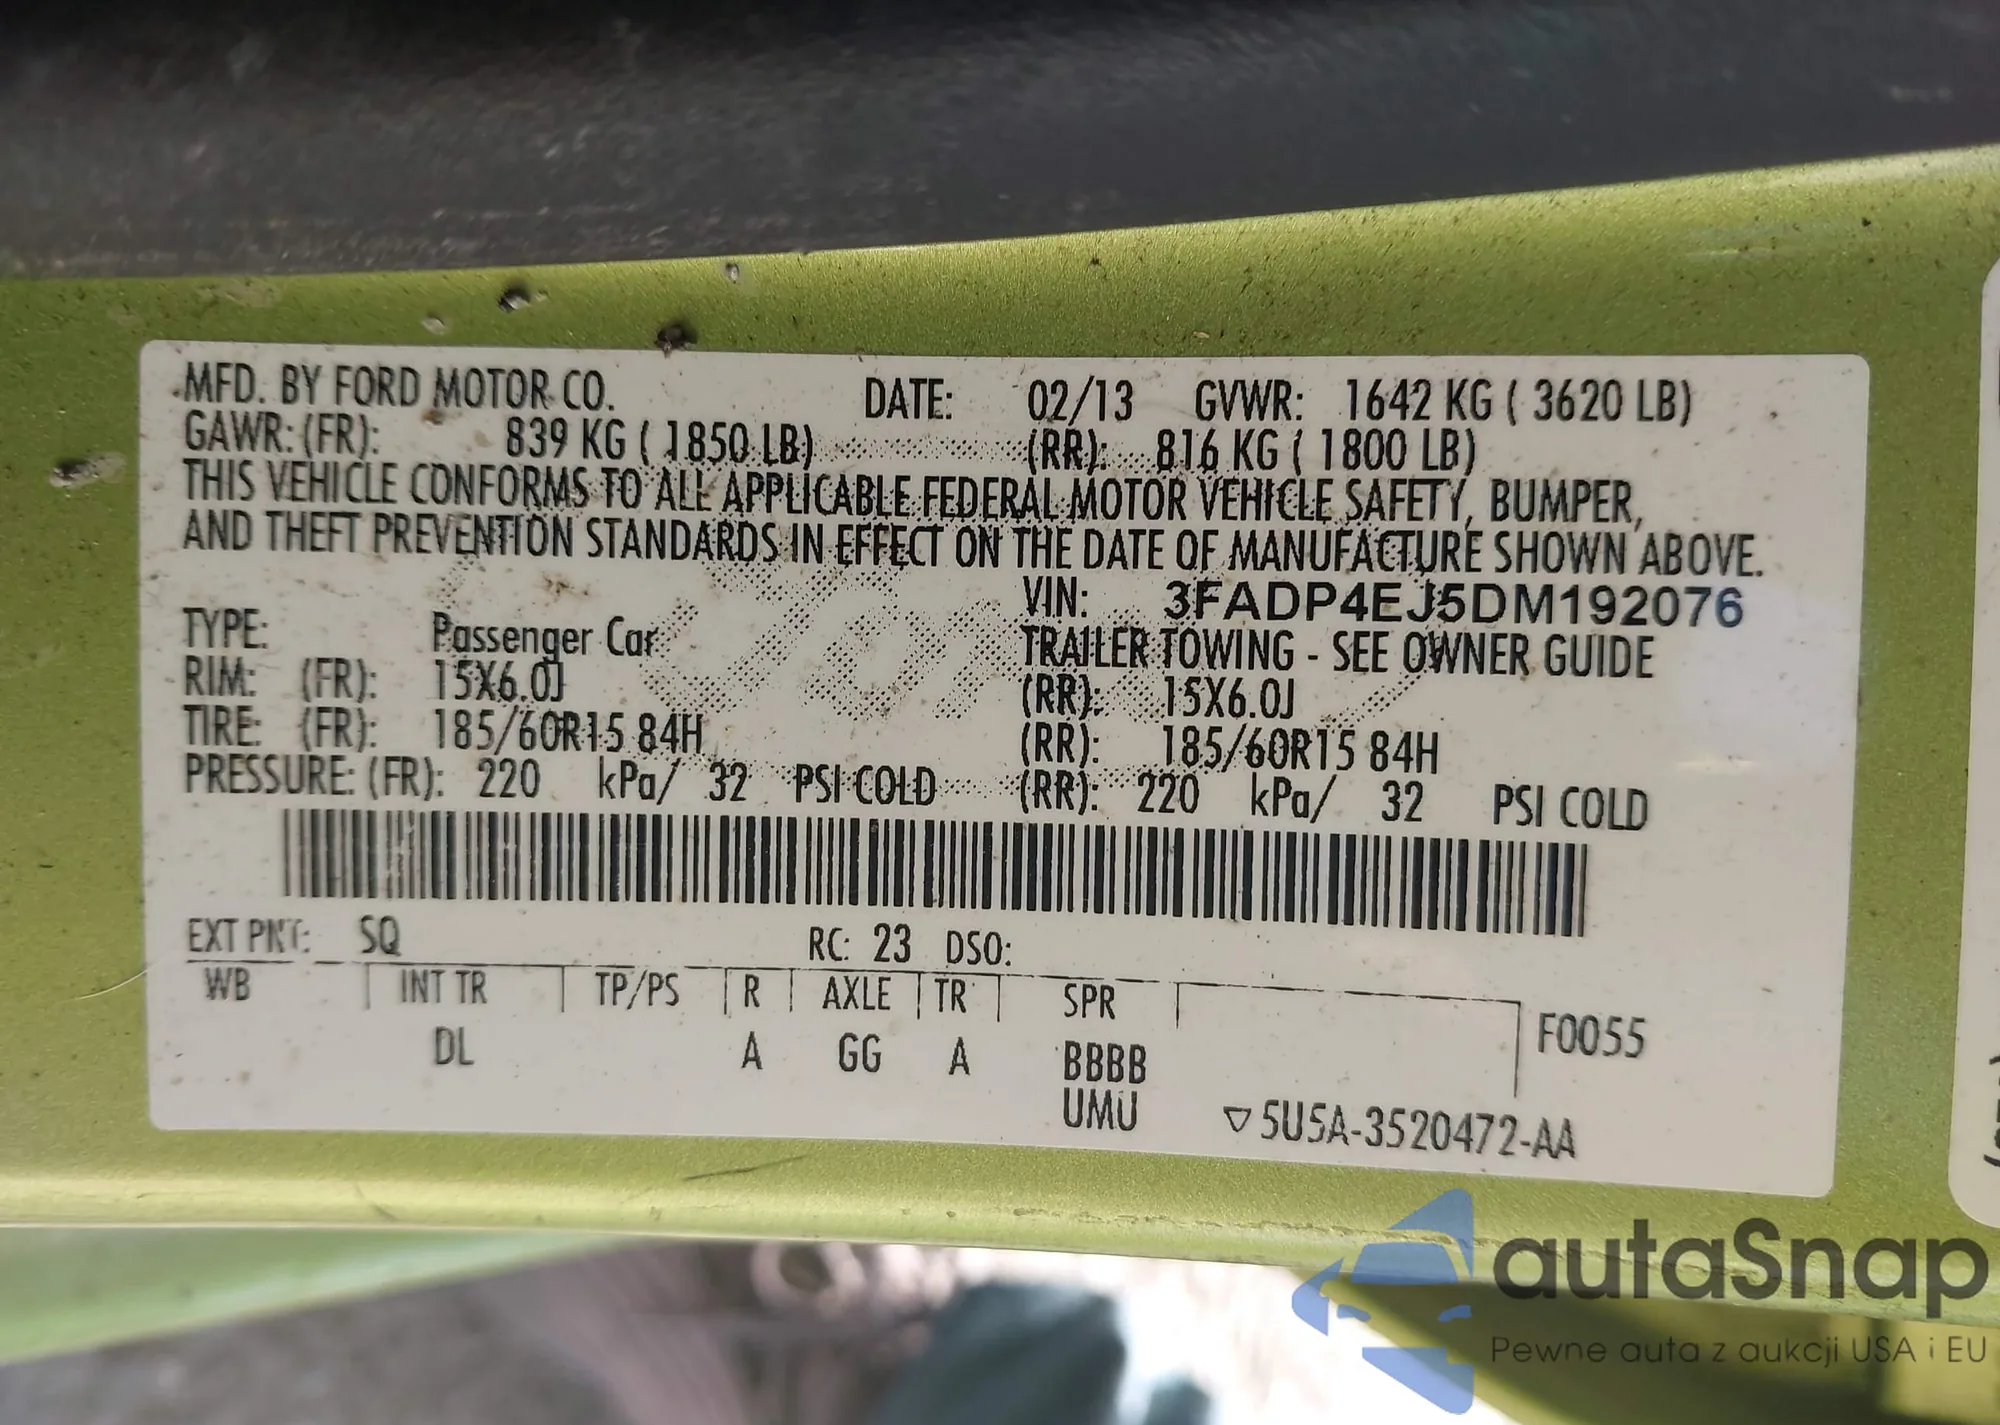 MFD. BY FORD MOTOR CO. DATE: 02/13 GVWR: 1642 KG ( 3620 LB)
GAWR: (FR): 839 KG ( 1850 LB) (RR): 816 KG ( 1800 LB)
THIS VEHICLE CONFORMS TO ALL APPLICABLE FEDERAL MOTOR VEHICLE SAFETY, BUMPER,
AND THEFT PREVENTION STANDARDS IN EFFECT ON THE DATE OF MANUFACTURE SHOWN ABOVE.
VIN: 3FADP4EJ5DM192076
TYPE: Passenger Car TRAILER TOWING - SEE OWNER GUIDE
RIM: (FR): 15X6.0J (RR): 15X6.0J
TIRE: (FR): 185/60R15 84H (RR): 185/60R15 84H
PRESSURE: (FR): 220 kPa/ 32 PSI COLD (RR): 220 kPa/ 32 PSI COLD
EXT PNT: SQ RC: 23 DSO:
WB INT TR TP/PS R AXLE TR SPR
F0055
DL A GG A BBBB
UMU ▽5U5A-3520472-AA
autaSnap
Pewne auta z aukcji USA i EU